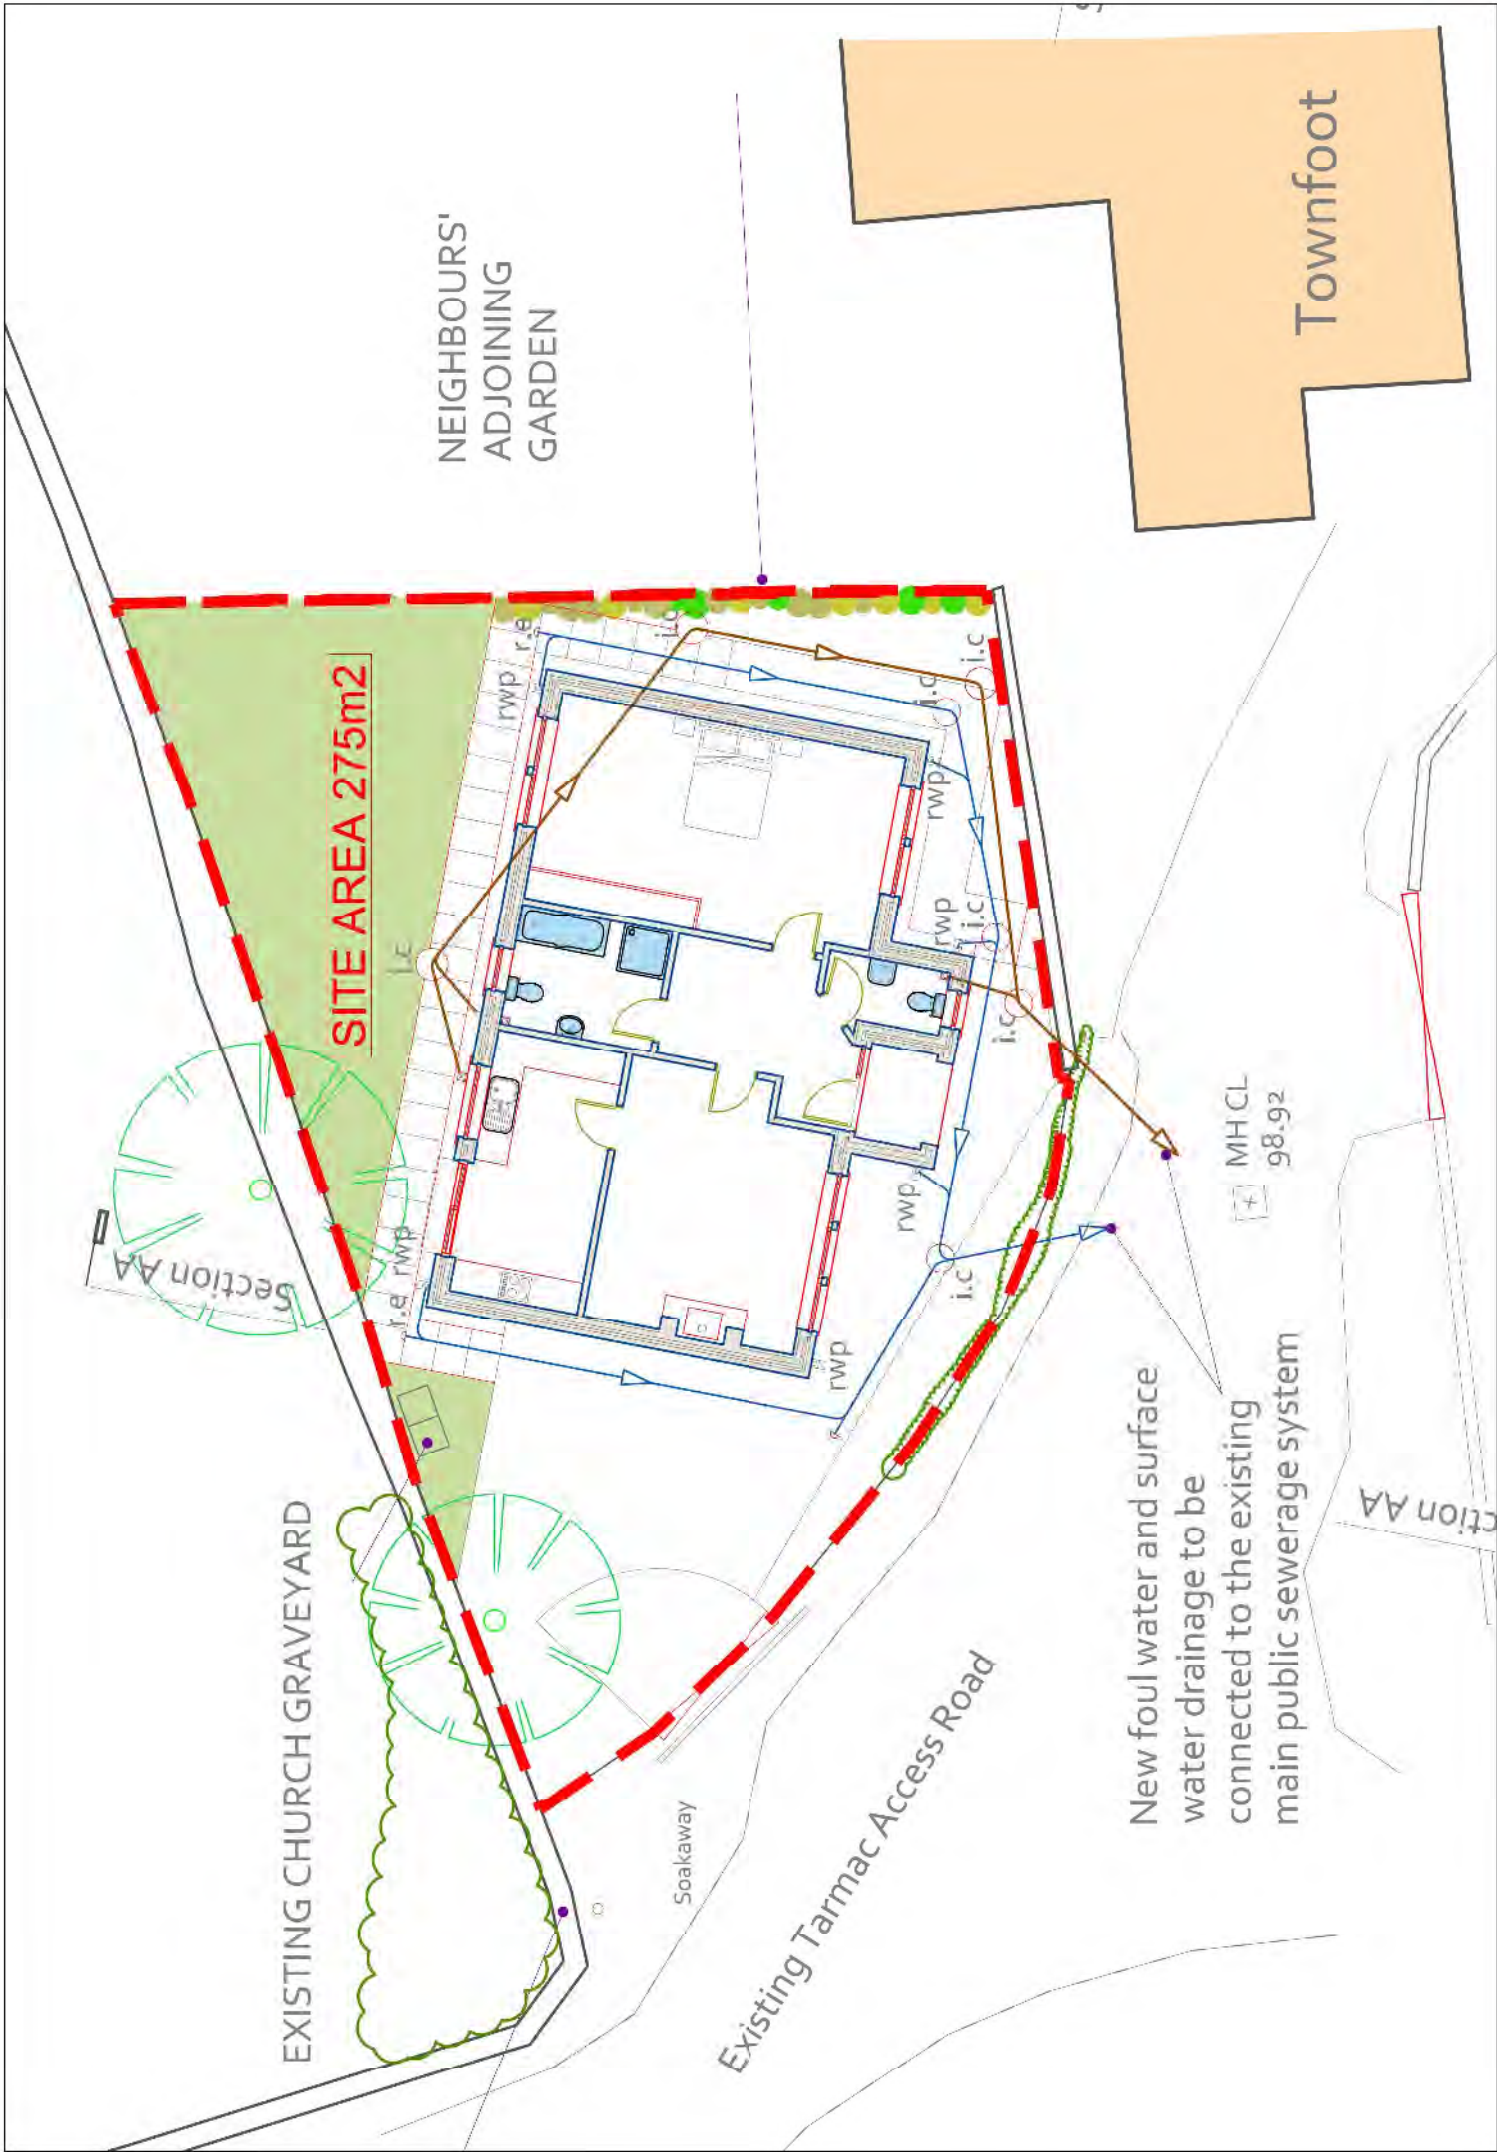 NEIGHBOURS'
ADJOINING
GARDEN
Townfoot
SITE AREA 275m2
rwp
r.e
i.c
i.c
i.c
i.c
rwp
rwp
i.c
i.c
rwp
rwp
i.c
r.e
rwp
Section AA
EXISTING CHURCH GRAVEYARD
MH CL
98.92
New foul water and surface
water drainage to be
connected to the existing
main public sewerage system
Soakaway
Existing Tarmac Access Road
ction AA